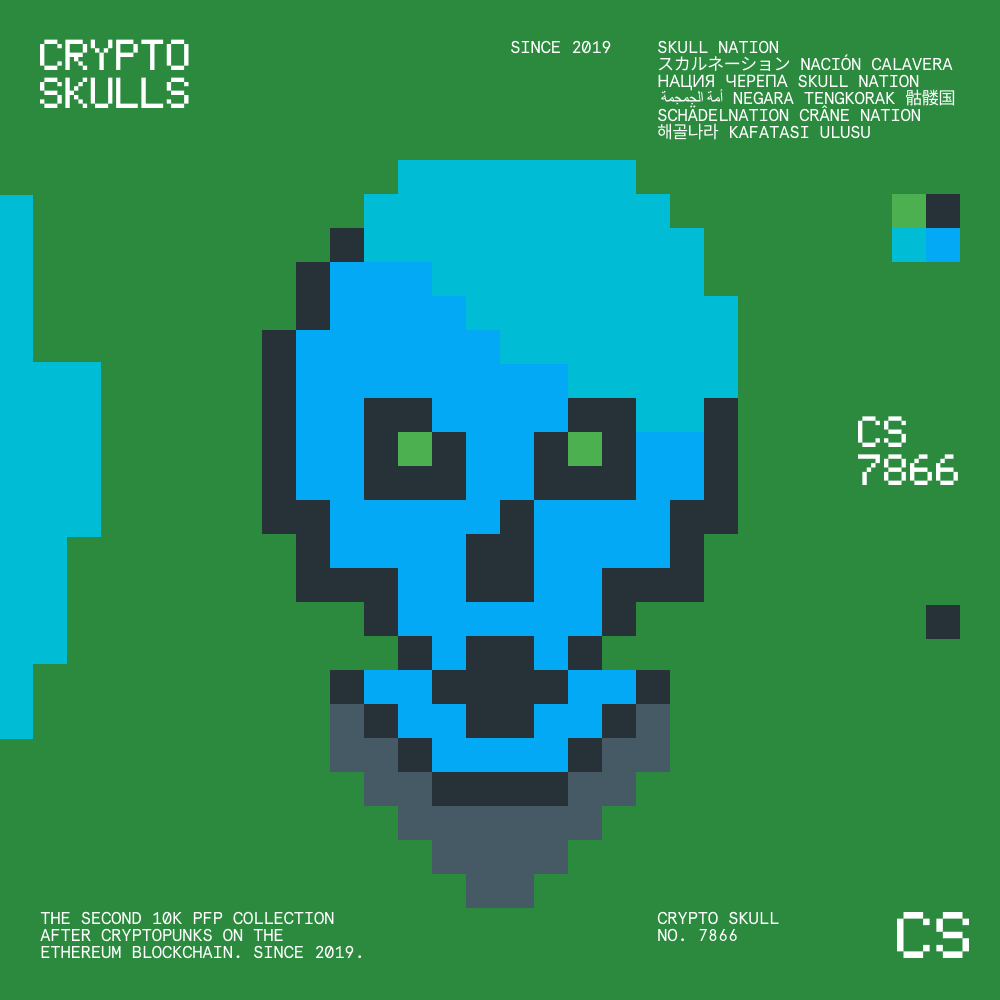 CRYPTO
SKULLS
SINCE 2019
SKULL NATION
スカルネーション NACIÓN CALAVERA
НАЦИЯ ЧЕРЕПА SKULL NATION
أمة الجمجمة NEGARA TENGKORAK 骷髅国
SCHÄDELNATION CRÂNE NATION
해골나라 KAFATASI ULUSU
CS
7866
THE SECOND 10K PFP COLLECTION
AFTER CRYPTOPUNKS ON THE
ETHEREUM BLOCKCHAIN. SINCE 2019.
CRYPTO SKULL
NO. 7866
CS